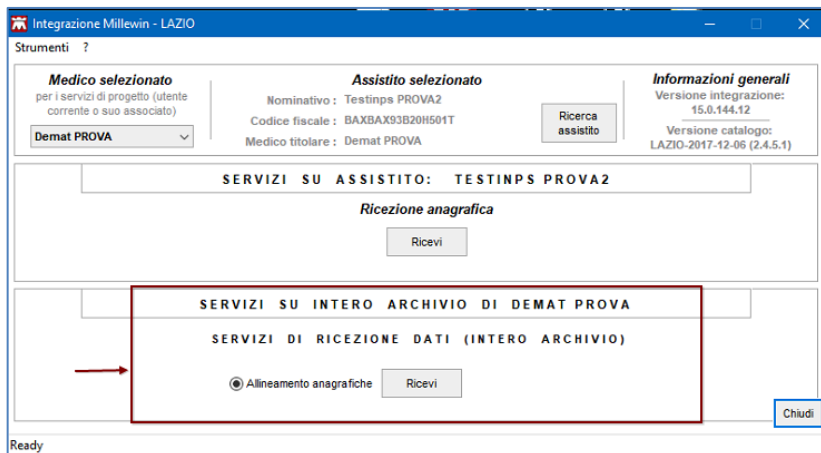 Integrazione Millewin - LAZIO
Strumenti ?
Medico selezionato
per i servizi di progetto (utente
corrente o suo associato)
Demat PROVA
Assistito selezionato
Nominativo : Testinps PROVA2
Codice fiscale : BAXBAX93B20H501T
Medico titolare : Demat PROVA
Ricerca
assistito
Informazioni generali
Versione integrazione:
15.0.144.12
Versione catalogo:
LAZIO-2017-12-06 (2.4.5.1)
SERVIZI SU ASSISTITO: TESTINPS PROVA2
Ricezione anagrafica
Ricevi
SERVIZI SU INTERO ARCHIVIO DI DEMAT PROVA
SERVIZI DI RICEZIONE DATI (INTERO ARCHIVIO)
Allineamento anagrafiche Ricevi
Chiudi
Ready